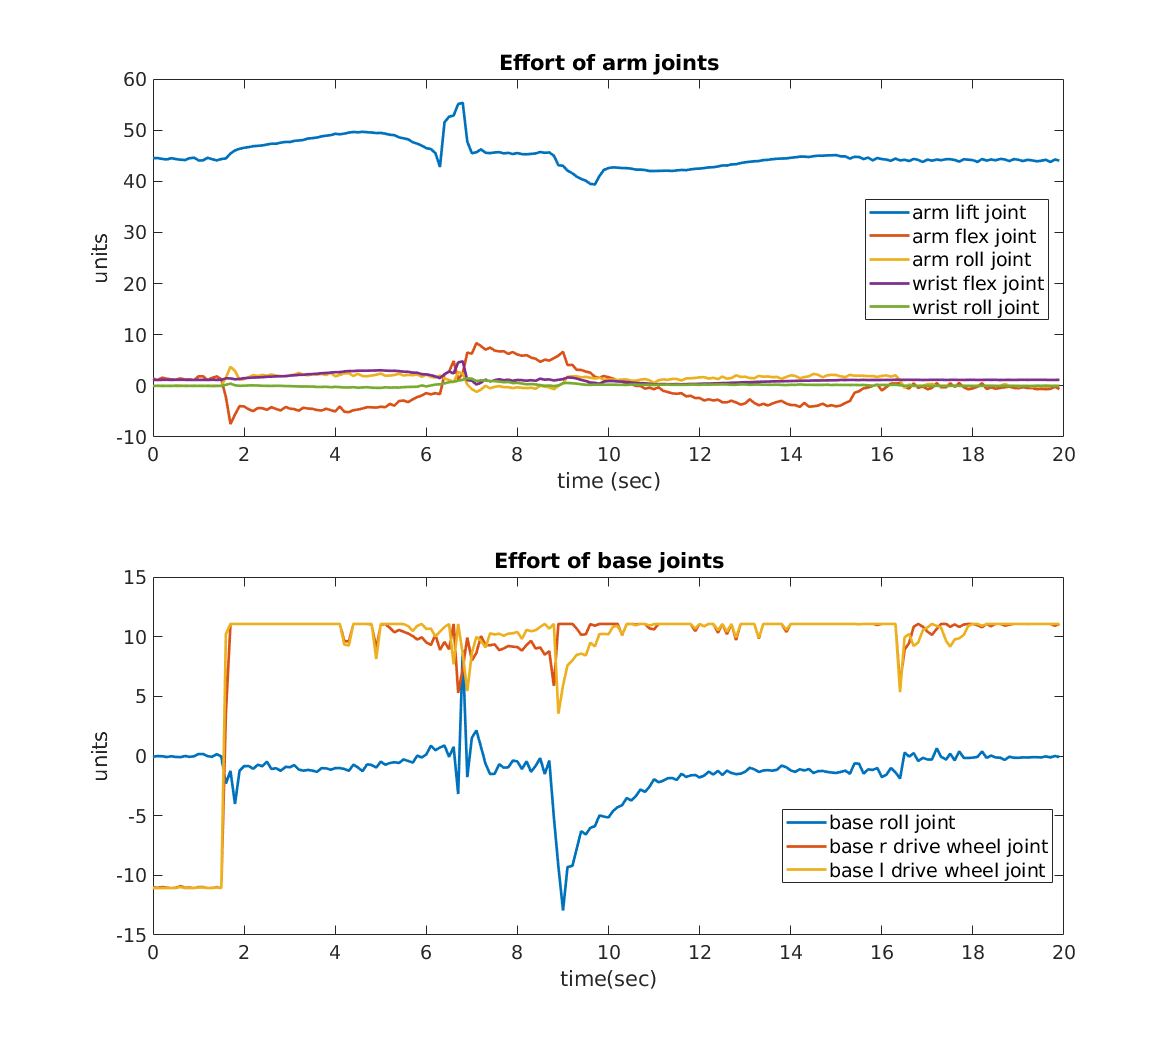 Effort of arm joints
60
50
40
30
20
10
0
-10
units
arm lift joint
arm flex joint
arm roll joint
wrist flex joint
wrist roll joint
0 2 4 6 8 10 12 14 16 18 20
time (sec)
Effort of base joints
15
10
5
0
-5
-10
-15
units
base roll joint
base r drive wheel joint
base l drive wheel joint
0 2 4 6 8 10 12 14 16 18 20
time(sec)